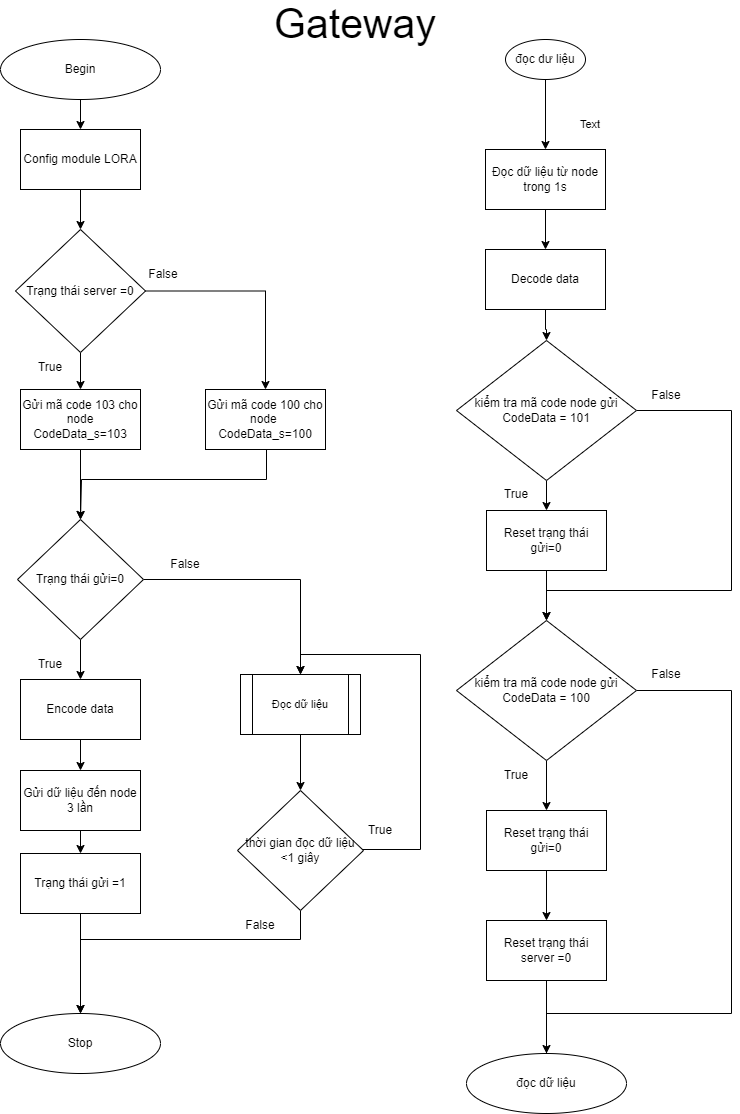 Gateway
Begin
Config module LORA
Trạng thái server =0
False
True
Gửi mã code 103 cho
node
CodeData_s=103
Gửi mã code 100 cho
node
CodeData_s=100
Trạng thái gửi=0
False
True
Encode data
Gửi dữ liệu đến node
3 lần
Trạng thái gửi =1
Đọc dữ liệu
thời gian đọc dữ liệu
<1 giây
True
False
Stop
đọc dư liệu
Text
Đọc dữ liệu từ node
trong 1s
Decode data
kiểm tra mã code node gửi
CodeData = 101
False
True
Reset trạng thái
gửi=0
kiểm tra mã code node gửi
CodeData = 100
False
True
Reset trạng thái
gửi=0
Reset trạng thái
server =0
đọc dữ liệu